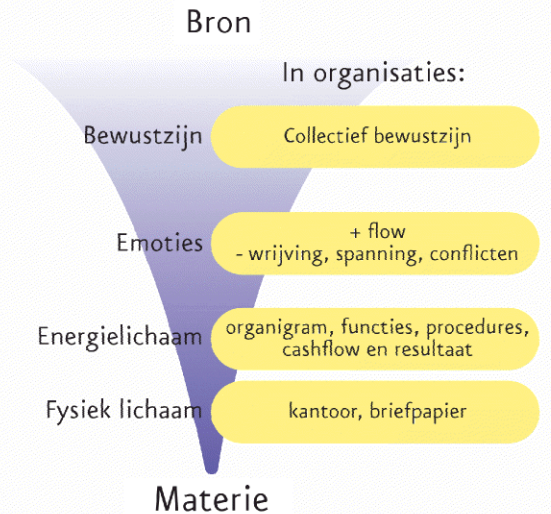 Bron
In organisaties:
Bewustzijn
Collectief bewustzijn
Emoties
+ flow
- wrijving, spanning, conflicten
Energielichaam
organigram, functies, procedures,
cashflow en resultaat
Fysiek lichaam
kantoor, briefpapier
Materie